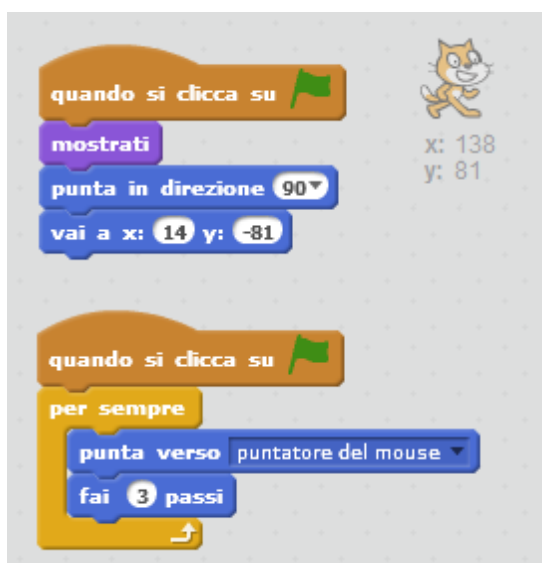 quando si clicca su
mostrati
punta in direzione 90
vai a x: 14 y: -81
x: 138
y: 81
quando si clicca su
per sempre
punta verso puntatore del mouse
fai 3 passi